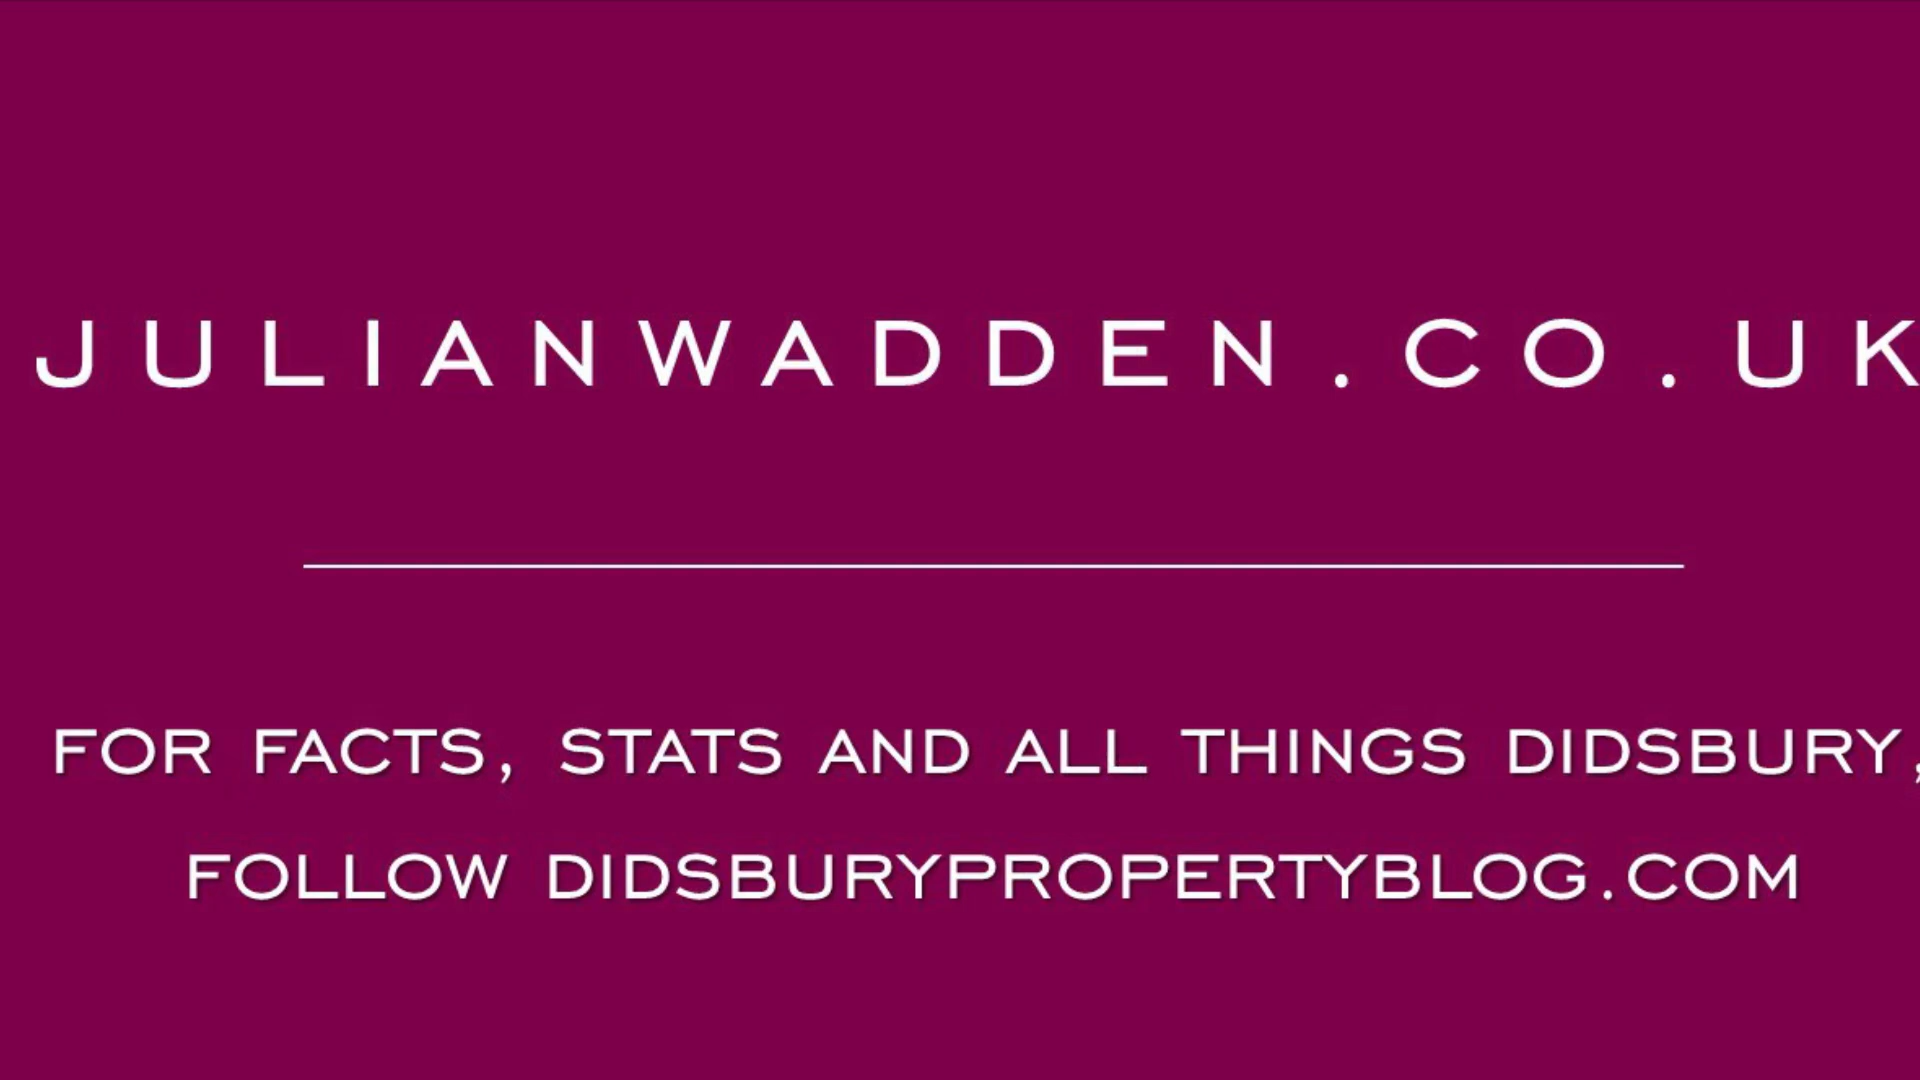 JULIANWADDEN.CO.UK
FOR FACTS, STATS AND ALL THINGS DIDSBURY,
FOLLOW DIDSBURYPROPERTYBLOG.COM